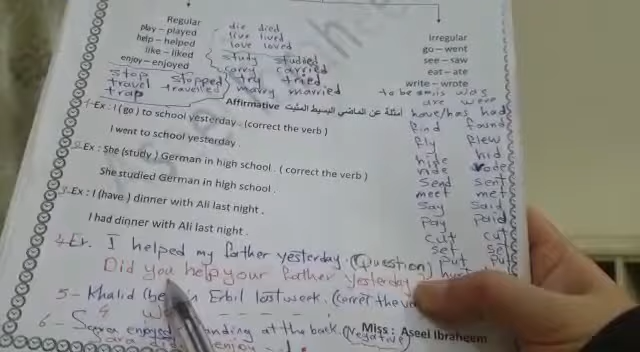 Regular
play – played
help – helped
like – liked
enjoy – enjoyed
stop stopped
travel travelled
trap
die died
live lived
love loved
study studied
carry carried
try tried
marry married
Irregular
go – went
see – saw
eat – ate
write – wrote
to be am is was
are were
have/has had
find found
fly flew
hide hid
ride rode
send sent
meet met
say said
pay paid
cut cut
put put
Affirmative أمثلة عن الماضي البسيط المثبت
1-Ex : I (go) to school yesterday . (correct the verb )
I went to school yesterday .
2-Ex : She (study ) German in high school . ( correct the verb )
She studied German in high school .
3-Ex : I (have ) dinner with Ali last night .
I had dinner with Ali last night .
4-Ex. I helped my father yesterday. (Question)
Did you help your father yesterday
5- Khalid (be) in Erbil last week. (correct the
6- Sara enjoyed standing at the back. (Negative)
Miss : Aseel Ibraheem
Sara enjoy